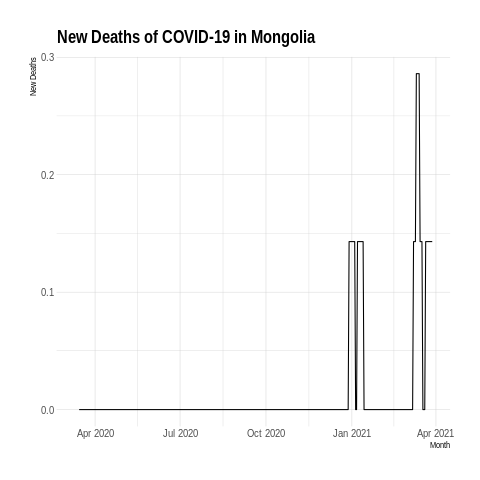 New Deaths of COVID-19 in Mongolia
New Deaths
0.3
0.2
0.1
0.0
Apr 2020 Jul 2020 Oct 2020 Jan 2021 Apr 2021
Month